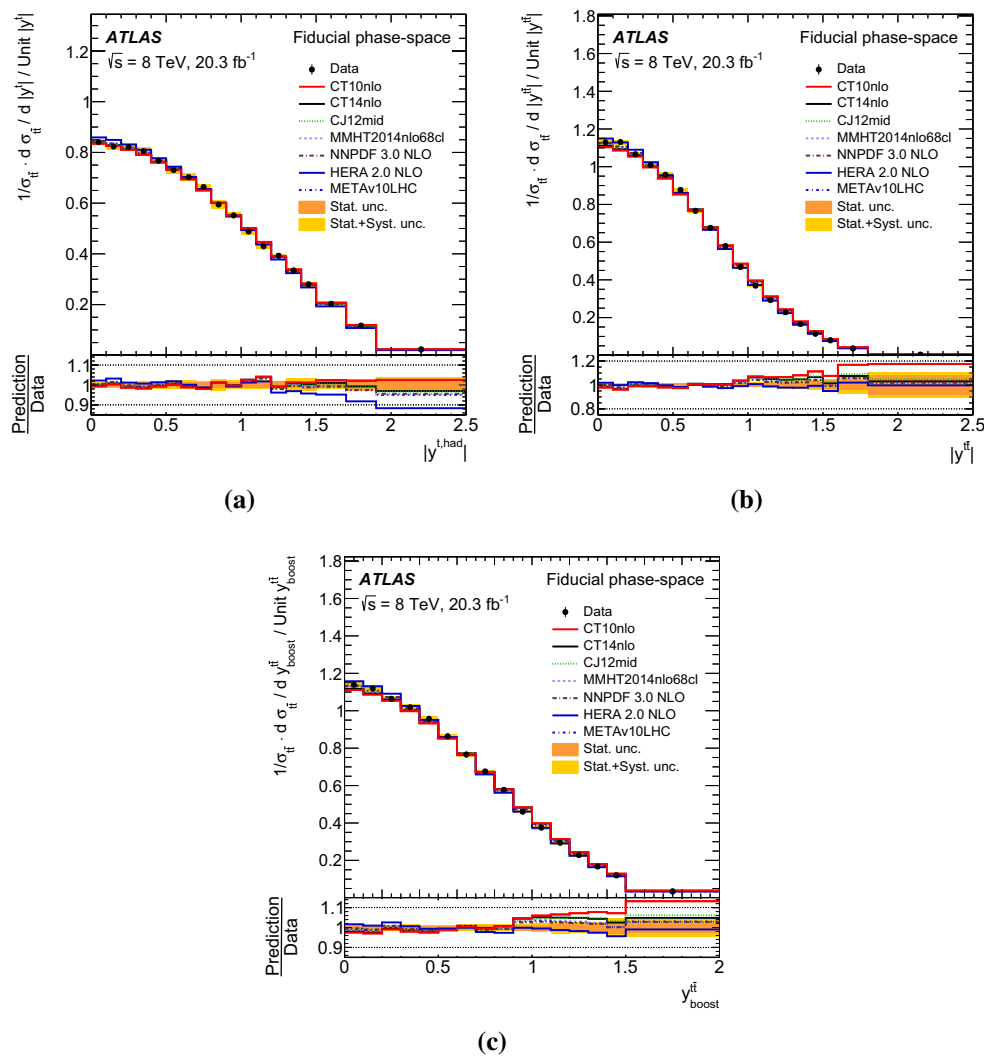 ATLAS Fiducial phase-space
√s = 8 TeV, 20.3 fb⁻¹
Data
CT10nlo
CT14nlo
CJ12mid
MMHT2014nlo68cl
NNPDF 3.0 NLO
HERA 2.0 NLO
METAv10LHC
Stat. unc.
Stat.+Syst. unc.
1/σ_tt̄ · d σ_tt̄ / d |y^t| / Unit |y^t|
1.2
1
0.8
0.6
0.4
0.2
Prediction
Data
1.1
1
0.9
0 0.5 1 1.5 2 2.5
|y^t,had|
(a)
ATLAS Fiducial phase-space
√s = 8 TeV, 20.3 fb⁻¹
Data
CT10nlo
CT14nlo
CJ12mid
MMHT2014nlo68cl
NNPDF 3.0 NLO
HERA 2.0 NLO
METAv10LHC
Stat. unc.
Stat.+Syst. unc.
1/σ_tt̄ · d σ_tt̄ / d |y^tt̄| / Unit |y^tt̄|
1.8
1.6
1.4
1.2
1
0.8
0.6
0.4
0.2
Prediction
Data
1.2
1
0.8
0 0.5 1 1.5 2 2.5
|y^tt̄|
(b)
ATLAS Fiducial phase-space
√s = 8 TeV, 20.3 fb⁻¹
Data
CT10nlo
CT14nlo
CJ12mid
MMHT2014nlo68cl
NNPDF 3.0 NLO
HERA 2.0 NLO
METAv10LHC
Stat. unc.
Stat.+Syst. unc.
1/σ_tt̄ · d σ_tt̄ / d y^tt̄_boost / Unit y^tt̄_boost
1.8
1.6
1.4
1.2
1
0.8
0.6
0.4
0.2
Prediction
Data
1.1
1
0.9
0 0.5 1 1.5 2
y^tt̄_boost
(c)